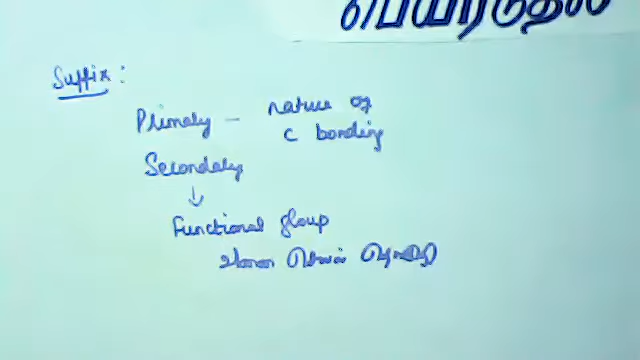 பெயரிடுதல்
Suffix :
Primary - nature of
C bonding
Secondary
↓
Functional group